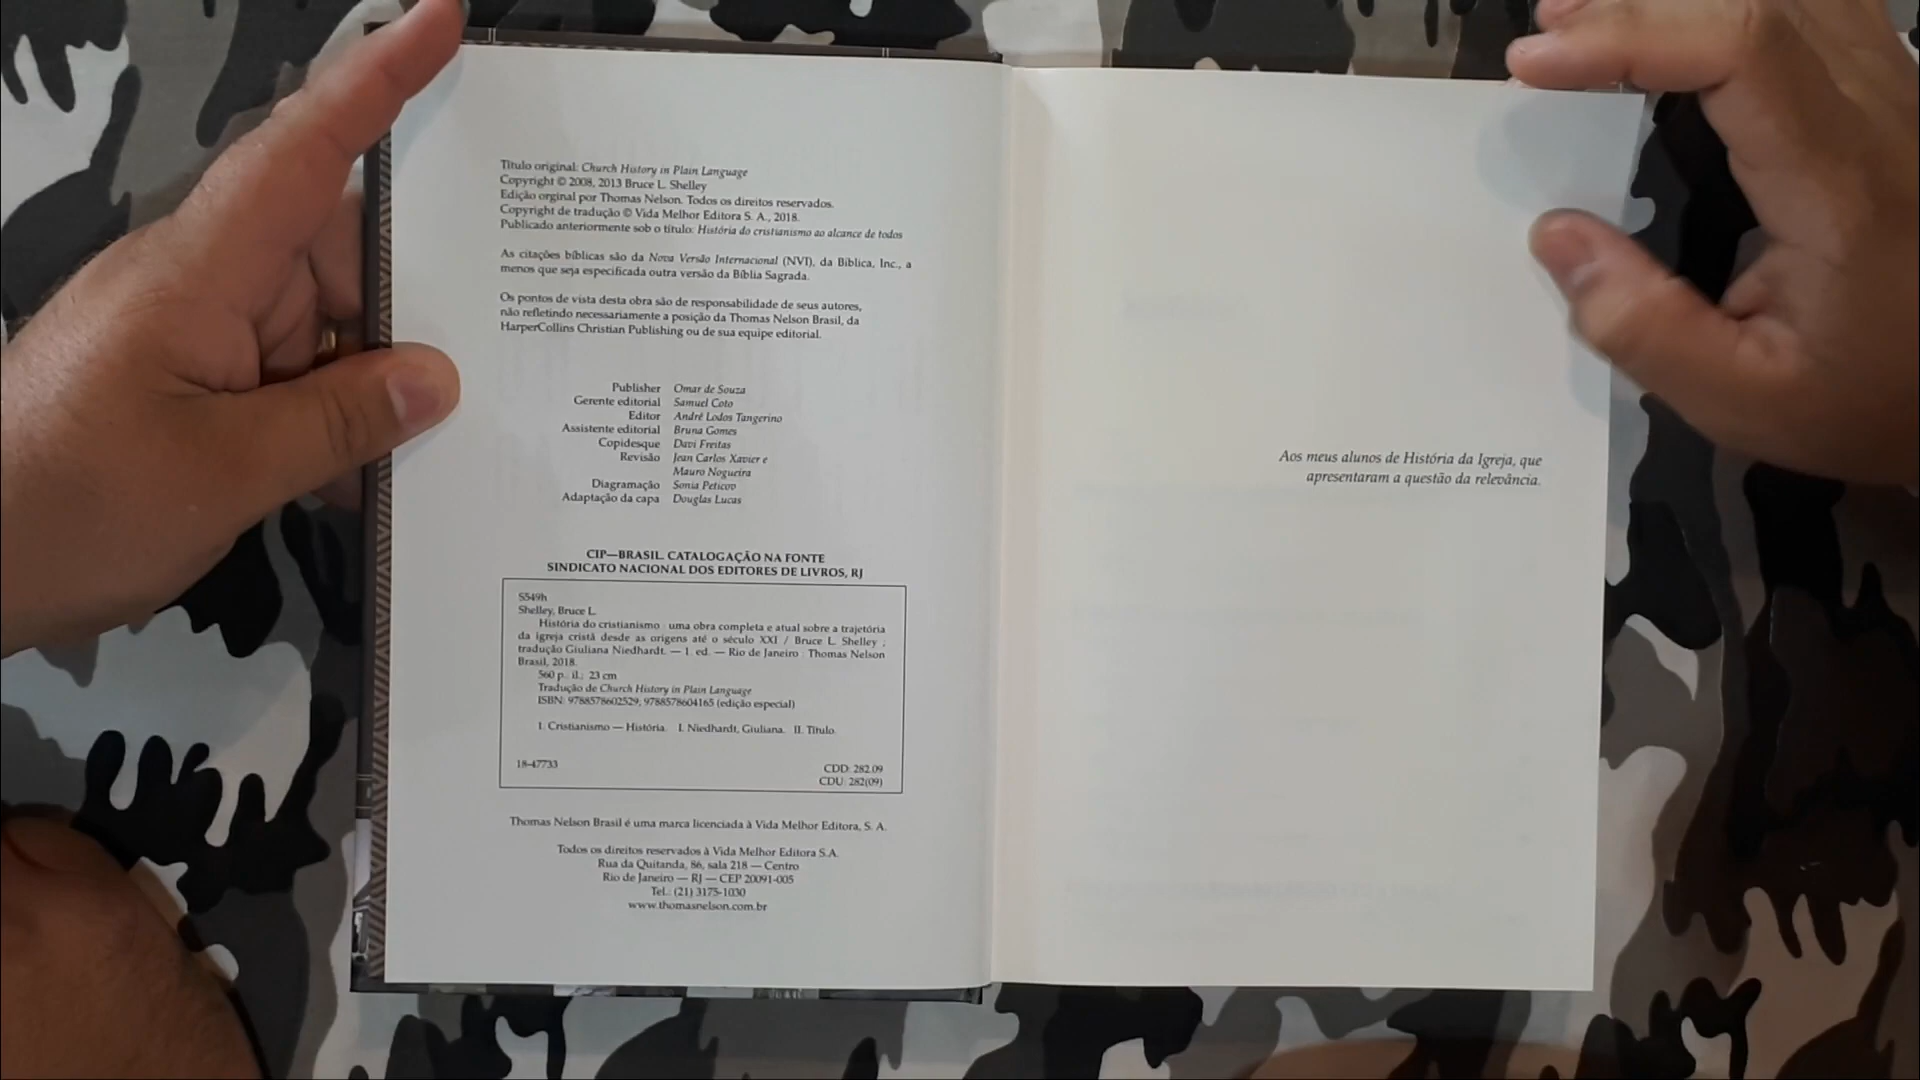 Título original: Church History in Plain Language
Copyright © 2008, 2013 Bruce L. Shelley
Edição orginal por Thomas Nelson. Todos os direitos reservados.
Copyright de tradução © Vida Melhor Editora S. A., 2018.
Publicado anteriormente sob o título: História do cristianismo ao alcance de todos
As citações bíblicas são da Nova Versão Internacional (NVI), da Bíblica, Inc., a
menos que seja especificada outra versão da Bíblia Sagrada.
Os pontos de vista desta obra são de responsabilidade de seus autores,
não refletindo necessariamente a posição da Thomas Nelson Brasil, da
HarperCollins Christian Publishing ou de sua equipe editorial.
Publisher Omar de Souza
Gerente editorial Samuel Coto
Editor André Lodos Tangerino
Assistente editorial Bruna Gomes
Copidesque Davi Freitas
Revisão Jean Carlos Xavier e
Mauro Nogueira
Diagramação Sonia Peticov
Adaptação da capa Douglas Lucas
CIP—BRASIL. CATALOGAÇÃO NA FONTE
SINDICATO NACIONAL DOS EDITORES DE LIVROS, RJ
S549h
Shelley, Bruce L.
História do cristianismo : uma obra completa e atual sobre a trajetória
da igreja cristã desde as origens até o século XXI / Bruce L. Shelley ;
tradução Giuliana Niedhardt. — 1. ed. — Rio de Janeiro : Thomas Nelson
Brasil, 2018.
560 p. il.; 23 cm
Tradução de Church History in Plain Language
ISBN: 9788578602529; 9788578604165 (edição especial)
1. Cristianismo — História. I. Niedhardt, Giuliana. II. Título.
18-47733
CDD: 282.09
CDU: 282(09)
Thomas Nelson Brasil é uma marca licenciada à Vida Melhor Editora, S. A.
Todos os direitos reservados à Vida Melhor Editora S.A.
Rua da Quitanda, 86, sala 218 — Centro
Rio de Janeiro — RJ — CEP 20091-005
Tel.: (21) 3175-1030
www.thomasnelson.com.br
Aos meus alunos de História da Igreja, que
apresentaram a questão da relevância.